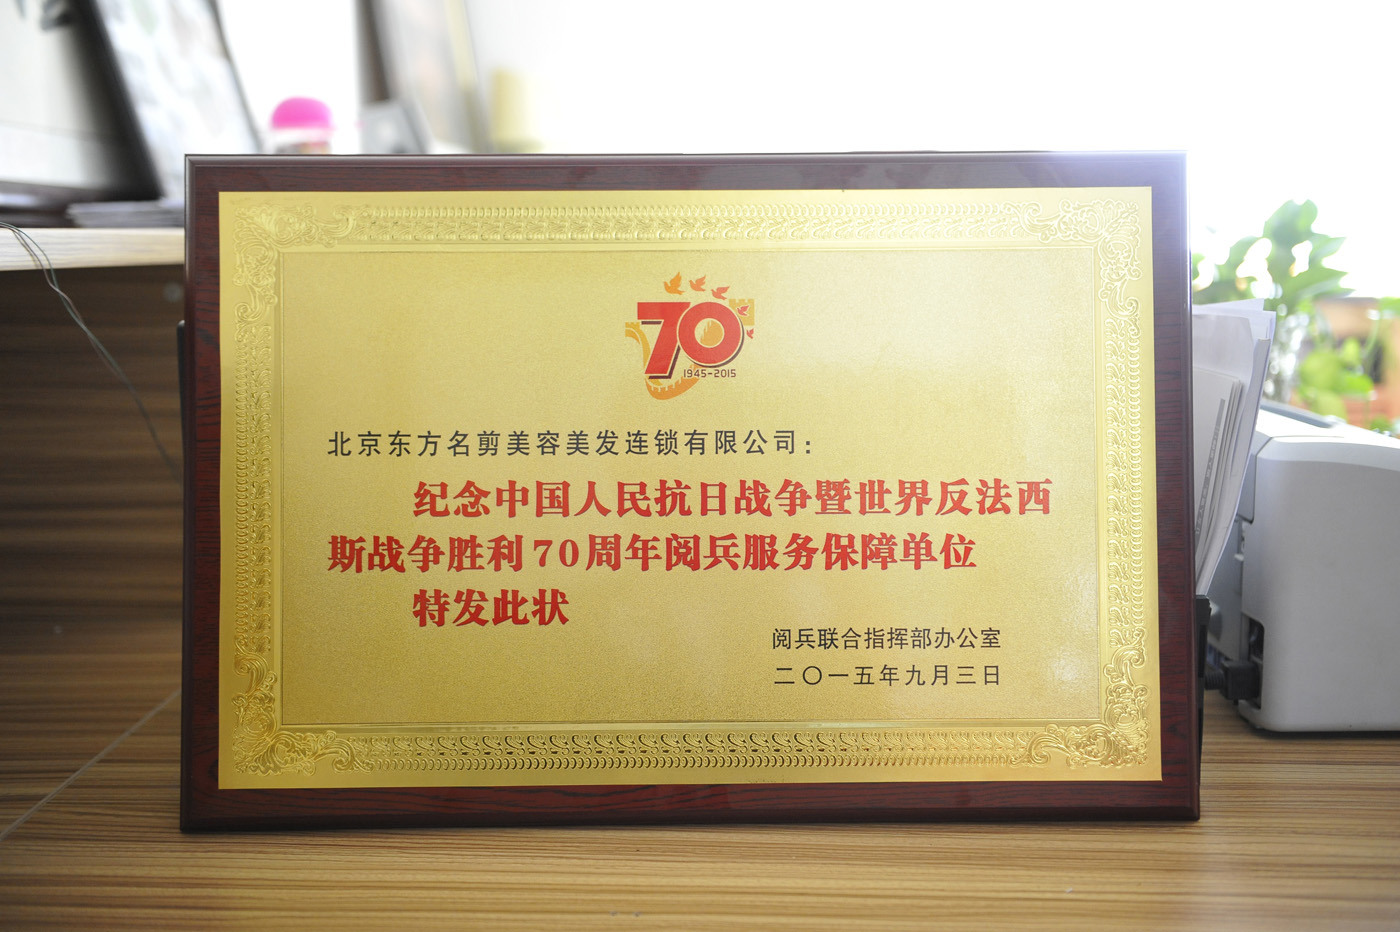 70
1945-2015
北京东方名剪美容美发连锁有限公司：
纪念中国人民抗日战争暨世界反法西
斯战争胜利70周年阅兵服务保障单位
特发此状
阅兵联合指挥部办公室
二〇一五年九月三日